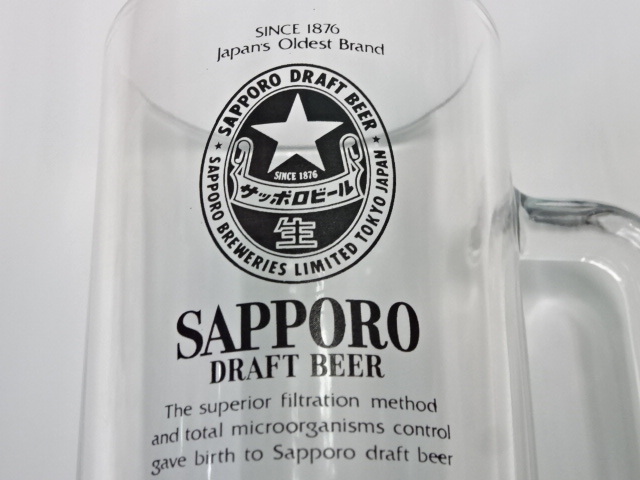 SINCE 1876
Japan's Oldest Brand
SAPPORO DRAFT BEER
SINCE 1876
サッポロビール
生
SAPPORO BREWERIES LIMITED TOKYO JAPAN
SAPPORO
DRAFT BEER
The superior filtration method
and total microorganisms control
gave birth to Sapporo draft beer